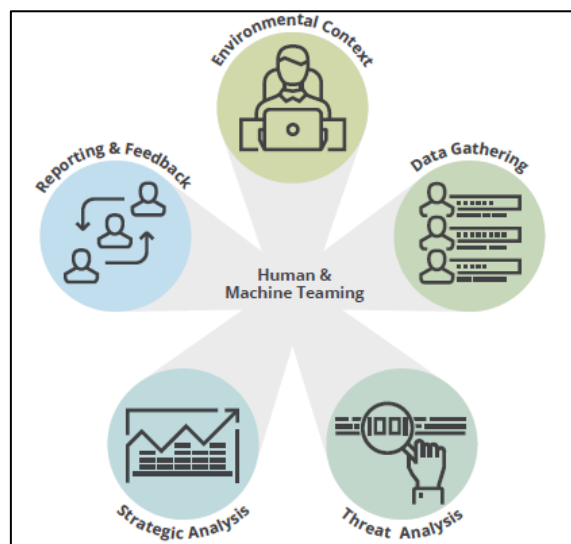 Environmental Context
Reporting & Feedback
Data Gathering
Human &
Machine Teaming
Strategic Analysis
Threat Analysis